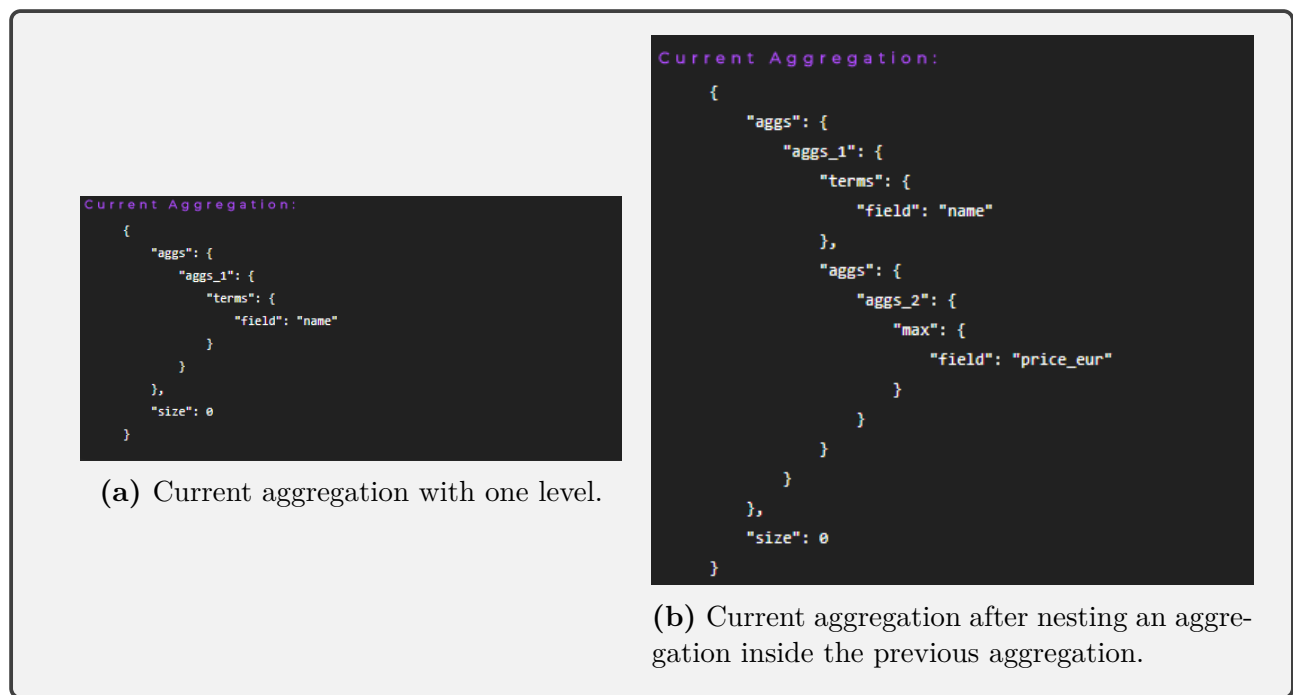 Current Aggregation:
{
"aggs": {
"aggs_1": {
"terms": {
"field": "name"
}
}
},
"size": 0
}
(a) Current aggregation with one level.
Current Aggregation:
{
"aggs": {
"aggs_1": {
"terms": {
"field": "name"
},
"aggs": {
"aggs_2": {
"max": {
"field": "price_eur"
}
}
}
}
},
"size": 0
}
(b) Current aggregation after nesting an aggre-
gation inside the previous aggregation.